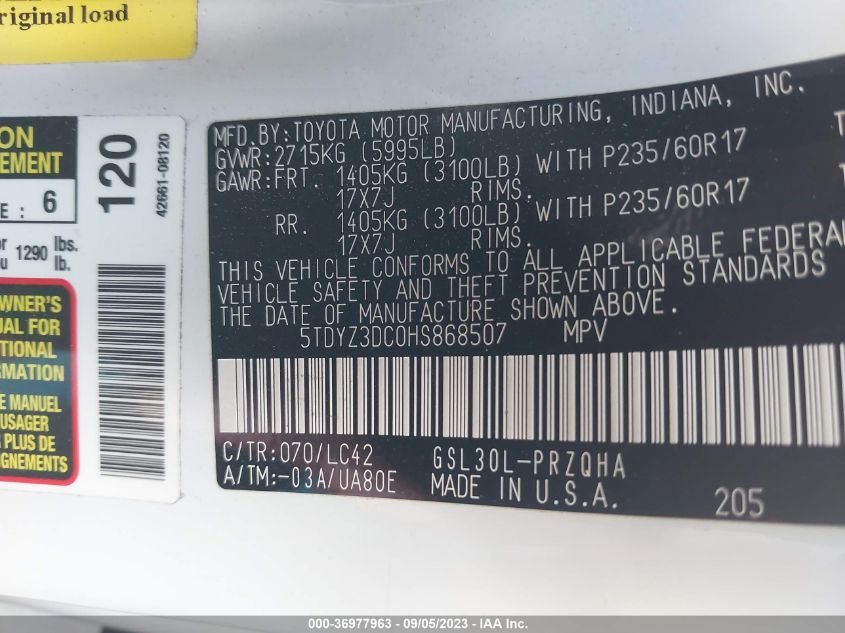 riginal load
ON
EMENT
E : 6
or
u 1290 lbs.
lb.
120
42661-08120
WNER'S
UAL FOR
TIONAL
RMATION
E MANUEL
USAGER
PLUS DE
GNEMENTS
MFD. BY: TOYOTA MOTOR MANUFACTURING, INDIANA, INC.
GVWR: 2715KG (5995LB)
GAWR: FRT. 1405KG (3100LB) WITH P235/60R17
17X7J RIMS.
RR. 1405KG (3100LB) WITH P235/60R17
17X7J RIMS.
THIS VEHICLE CONFORMS TO ALL APPLICABLE FEDERA
VEHICLE SAFETY AND THEFT PREVENTION STANDARDS
THE DATE OF MANUFACTURE SHOWN ABOVE.
5TDYZ3DC0HS868507 MPV
C/TR: 070/LC42 GSL30L-PRZQHA
A/TM:-03A/UA80E MADE IN U.S.A.
205
000-36977963 - 09/05/2023 - IAA Inc.